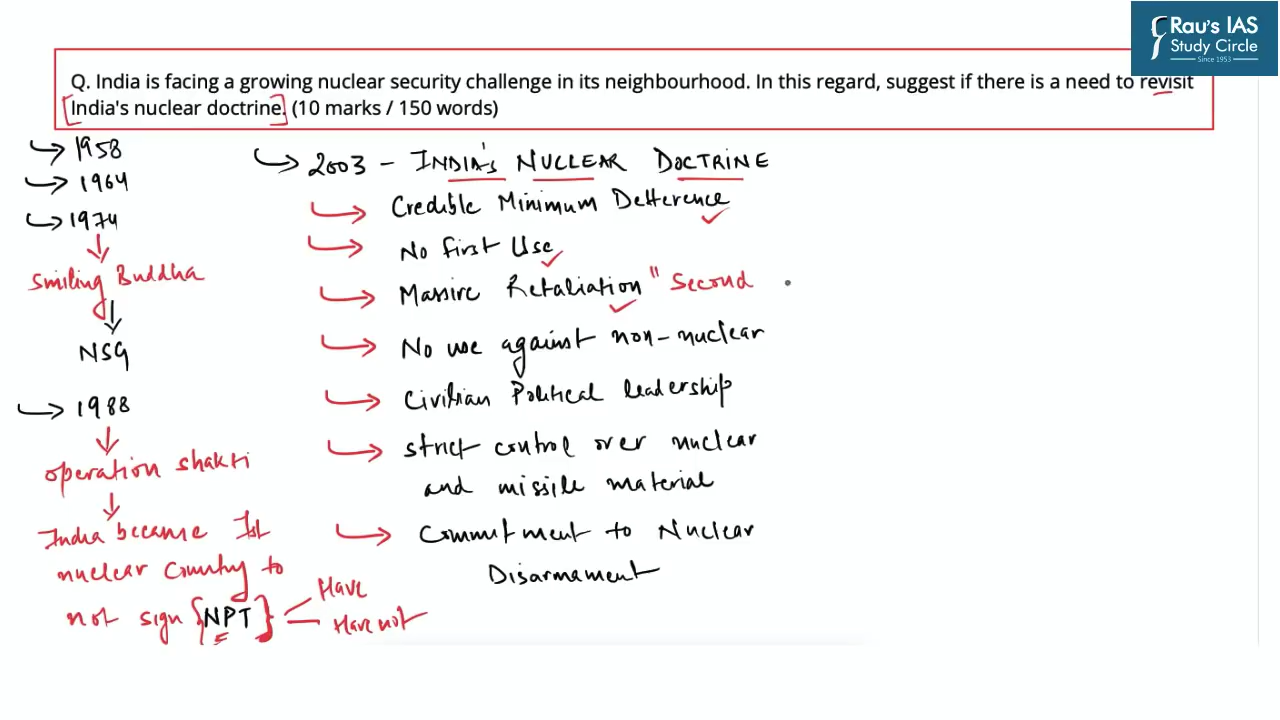 Rau's IAS
Study Circle
Since 1953
Q. India is facing a growing nuclear security challenge in its neighbourhood. In this regard, suggest if there is a need to revisit
India's nuclear doctrine. (10 marks / 150 words)
1958
1964
1974
Smiling Buddha
NSG
1988
operation shakti
India became Ist
nuclear Country to
not sign {NPT}
Have
Have not
2003 - INDIA'S NUCLEAR DOCTRINE
Credible Minimum Detterence
No first Use
Massive Retaliation "Second
No use against non-nuclear
Civilian Political leadership
strict control over nuclear
and missile material
Commitment to Nuclear
Disarmament